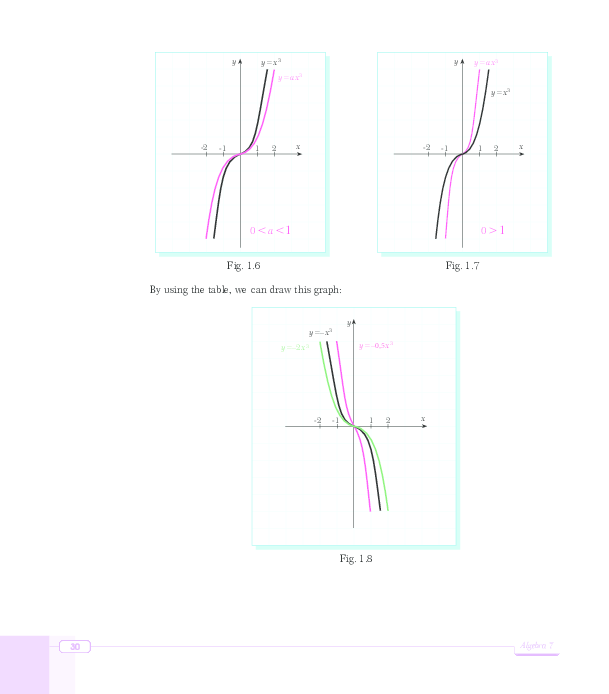 y
y=x³
y=ax³
-2 -1 1 2 x
0 < a < 1
Fig. 1.6
y
y=ax³
y=x³
-2 -1 1 2 x
0 > 1
Fig. 1.7
By using the table, we can draw this graph:
y
y=-x³
y=-2x³
y=-0,5x³
-2 -1 1 2 x
Fig. 1.8
30
Algebra 7